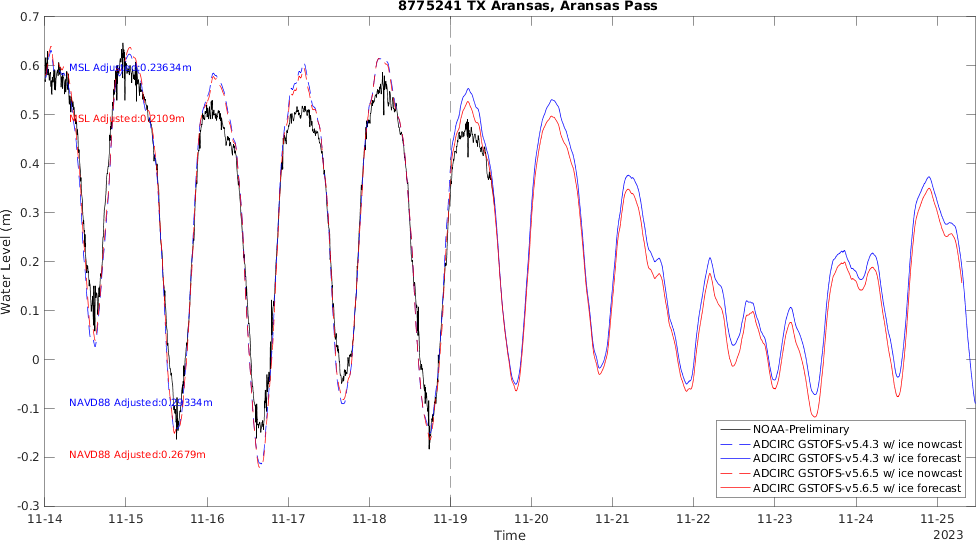 8775241 TX Aransas, Aransas Pass
0.7
0.6
0.5
0.4
0.3
0.2
0.1
0
-0.1
-0.2
-0.3
Water Level (m)
MSL Adjusted:0.23634m
MSL Adjusted:0.2109m
NAVD88 Adjusted:0.29334m
NAVD88 Adjusted:0.2679m
NOAA-Preliminary
ADCIRC GSTOFS-v5.4.3 w/ ice nowcast
ADCIRC GSTOFS-v5.4.3 w/ ice forecast
ADCIRC GSTOFS-v5.6.5 w/ ice nowcast
ADCIRC GSTOFS-v5.6.5 w/ ice forecast
11-14 11-15 11-16 11-17 11-18 11-19 11-20 11-21 11-22 11-23 11-24 11-25
Time
2023